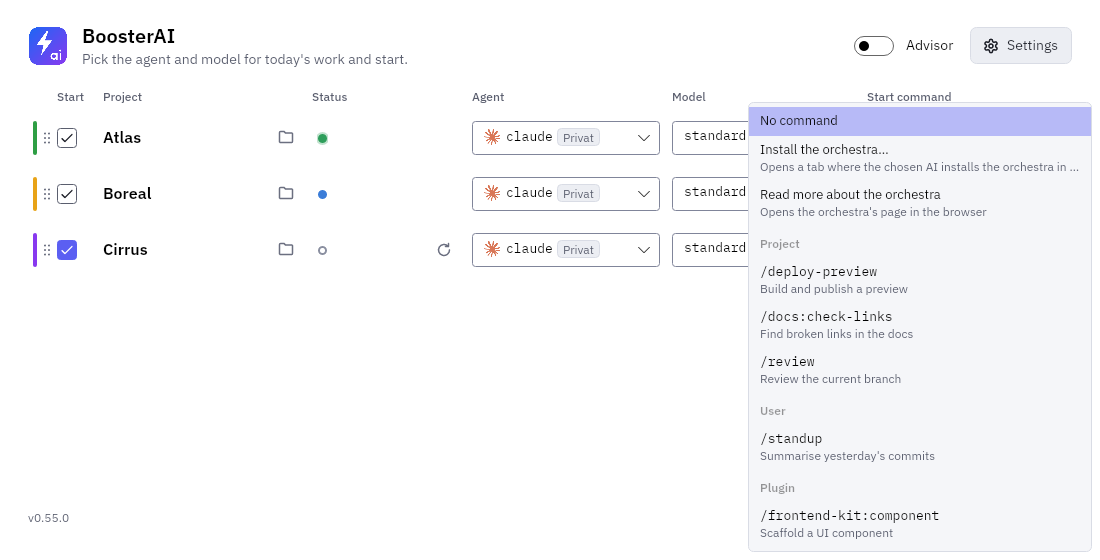 ai
BoosterAI
Pick the agent and model for today's work and start.
Advisor
Settings
Start Project Status Agent Model Start command
Atlas claude Privat standard
Boreal claude Privat standard
Cirrus claude Privat standard
No command
Install the orchestra...
Opens a tab where the chosen AI installs the orchestra in ...
Read more about the orchestra
Opens the orchestra's page in the browser
Project
/deploy-preview
Build and publish a preview
/docs:check-links
Find broken links in the docs
/review
Review the current branch
User
/standup
Summarise yesterday's commits
Plugin
/frontend-kit:component
Scaffold a UI component
v0.55.0